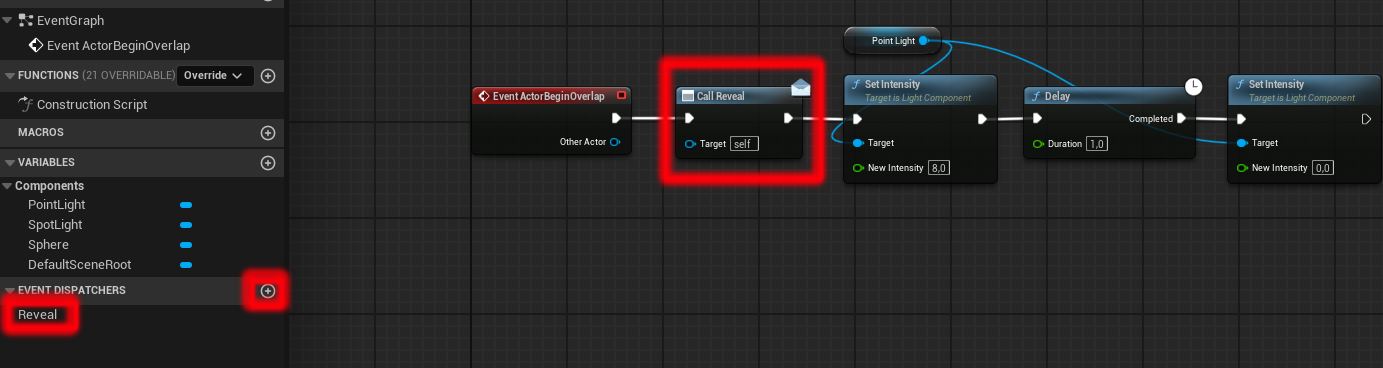 EventGraph
Event ActorBeginOverlap
FUNCTIONS (21 OVERRIDABLE) Override
Construction Script
MACROS
VARIABLES
Components
PointLight
SpotLight
Sphere
DefaultSceneRoot
EVENT DISPATCHERS
Reveal
Point Light
Event ActorBeginOverlap
Other Actor
Call Reveal
Target self
f Set Intensity
Target is Light Component
Target
New Intensity 8,0
f Delay
Completed
Duration 1,0
f Set Intensity
Target is Light Component
Target
New Intensity 0,0